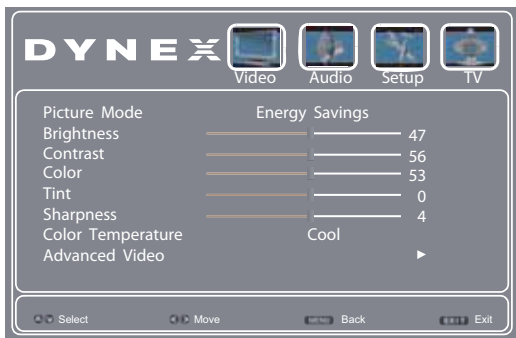 DYNEX
Video Audio Setup TV
Picture Mode Energy Savings
Brightness 47
Contrast 56
Color 53
Tint 0
Sharpness 4
Color Temperature Cool
Advanced Video
Select Move MENU Back EXIT Exit